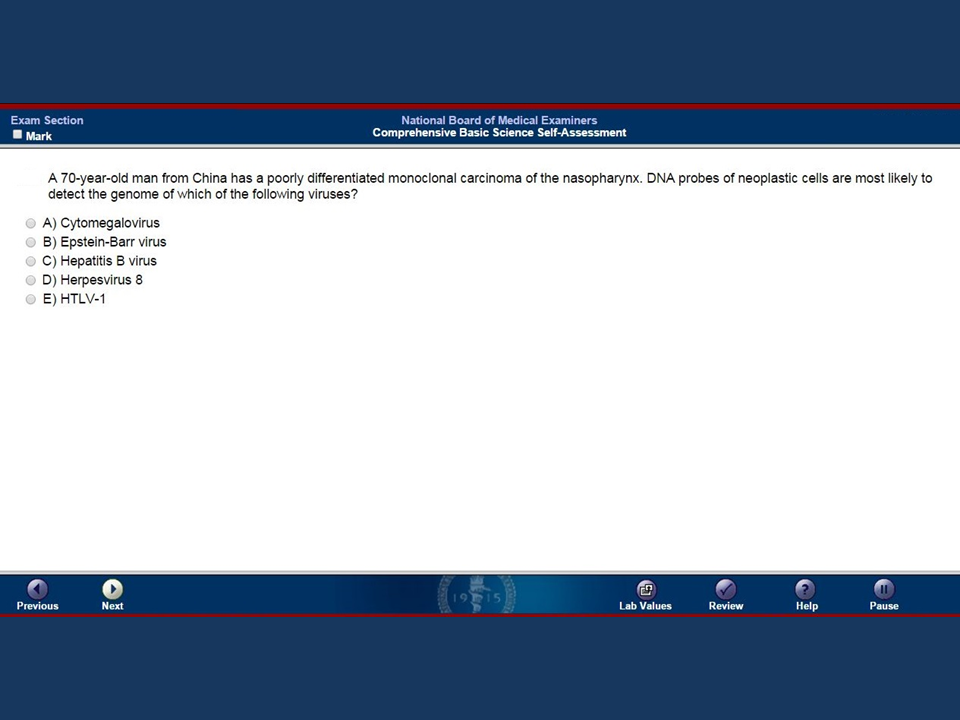 Exam Section
Mark
National Board of Medical Examiners
Comprehensive Basic Science Self-Assessment
A 70-year-old man from China has a poorly differentiated monoclonal carcinoma of the nasopharynx. DNA probes of neoplastic cells are most likely to
detect the genome of which of the following viruses?
A) Cytomegalovirus
B) Epstein-Barr virus
C) Hepatitis B virus
D) Herpesvirus 8
E) HTLV-1
Previous
Next
1915
Lab Values
Review
Help
Pause